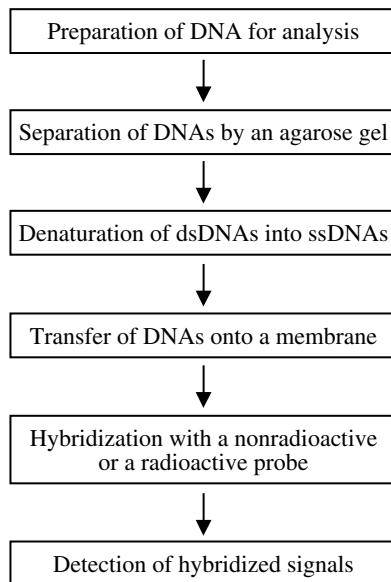 Preparation of DNA for analysis
Separation of DNAs by an agarose gel
Denaturation of dsDNAs into ssDNAs
Transfer of DNAs onto a membrane
Hybridization with a nonradioactive
or a radioactive probe
Detection of hybridized signals